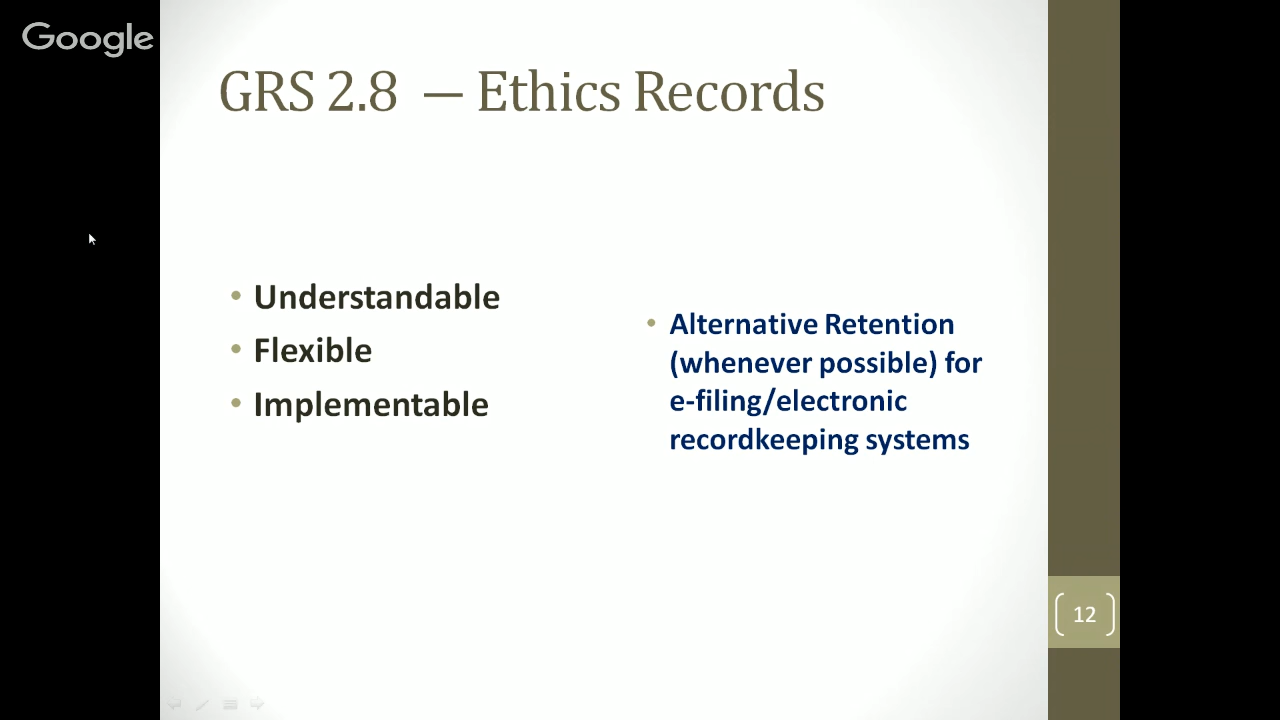 Google
GRS 2.8 — Ethics Records
• Understandable
• Flexible
• Implementable
• Alternative Retention
(whenever possible) for
e-filing/electronic
recordkeeping systems
12